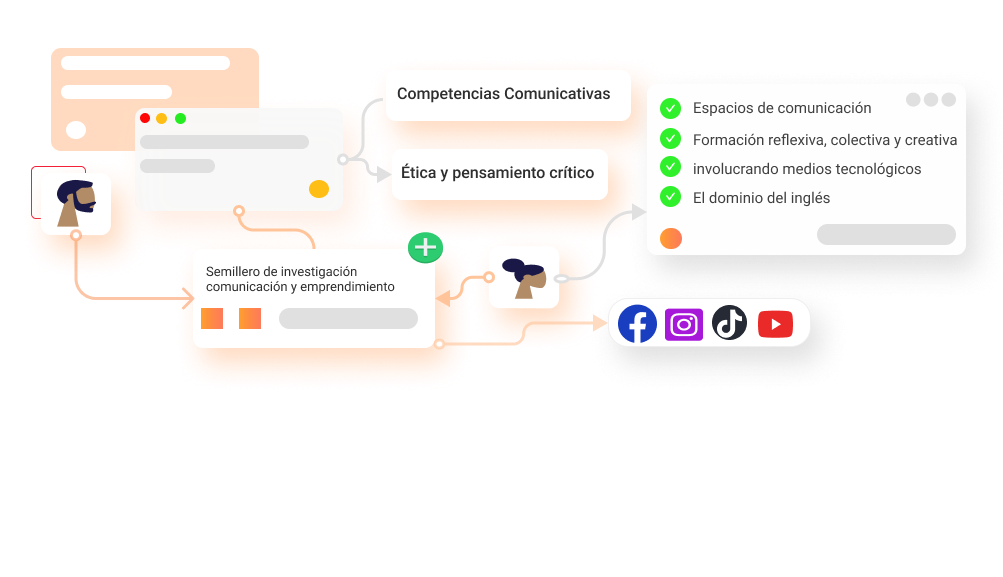 Competencias Comunicativas
Ética y pensamiento crítico
Espacios de comunicación
Formación reflexiva, colectiva y creativa
involucrando medios tecnológicos
El dominio del inglés
Semillero de investigación
comunicación y emprendimiento